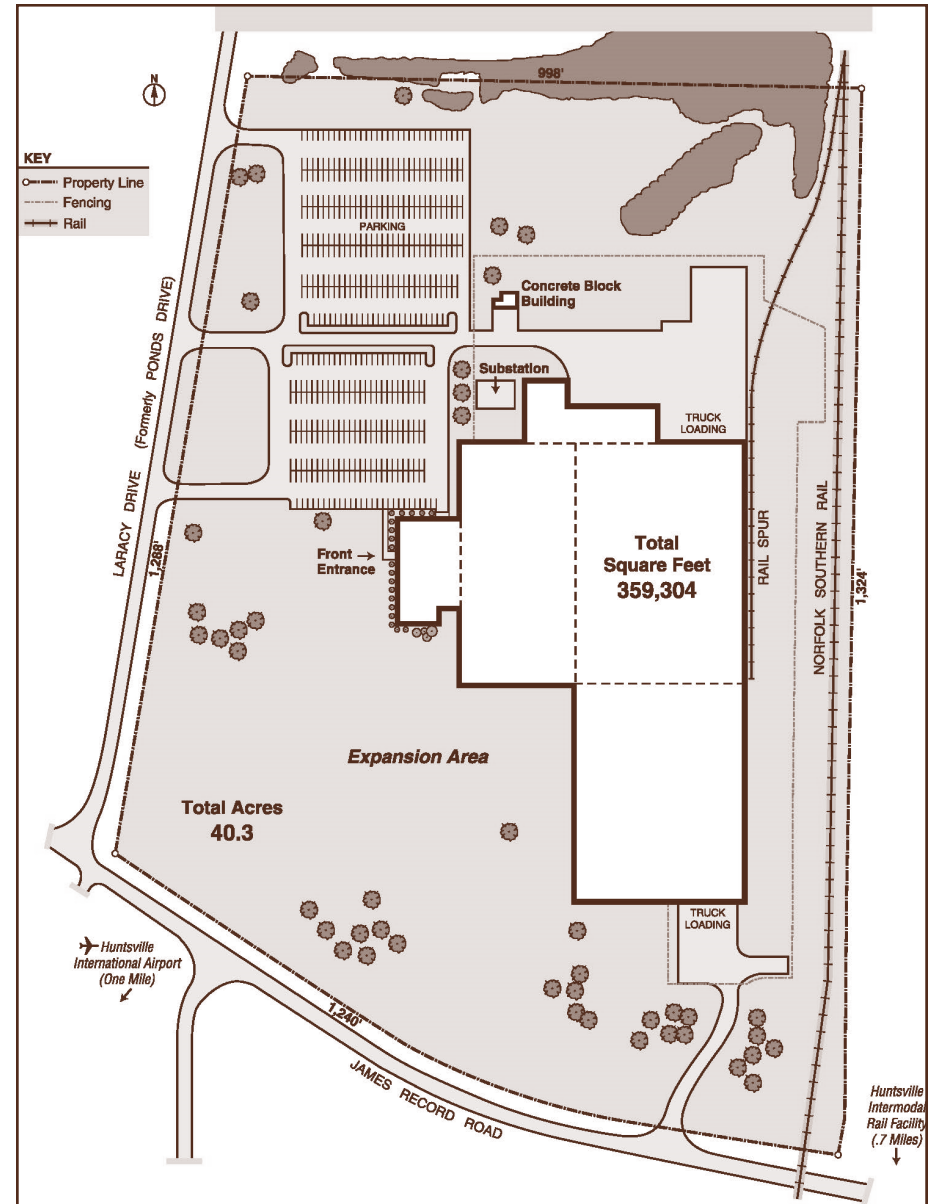 998'
N
KEY
Property Line
Fencing
Rail
PARKING
Concrete Block
Building
LARACY DRIVE (Formerly PONDS DRIVE)
Substation
TRUCK
LOADING
1,288'
Front
Entrance
Total
Square Feet
359,304
RAIL SPUR
NORFOLK SOUTHERN RAIL
1,324'
Expansion Area
Total Acres
40.3
TRUCK
LOADING
Huntsville
International Airport
(One Mile)
1,240'
JAMES RECORD ROAD
Huntsville
Intermodal
Rail Facility
(.7 Miles)